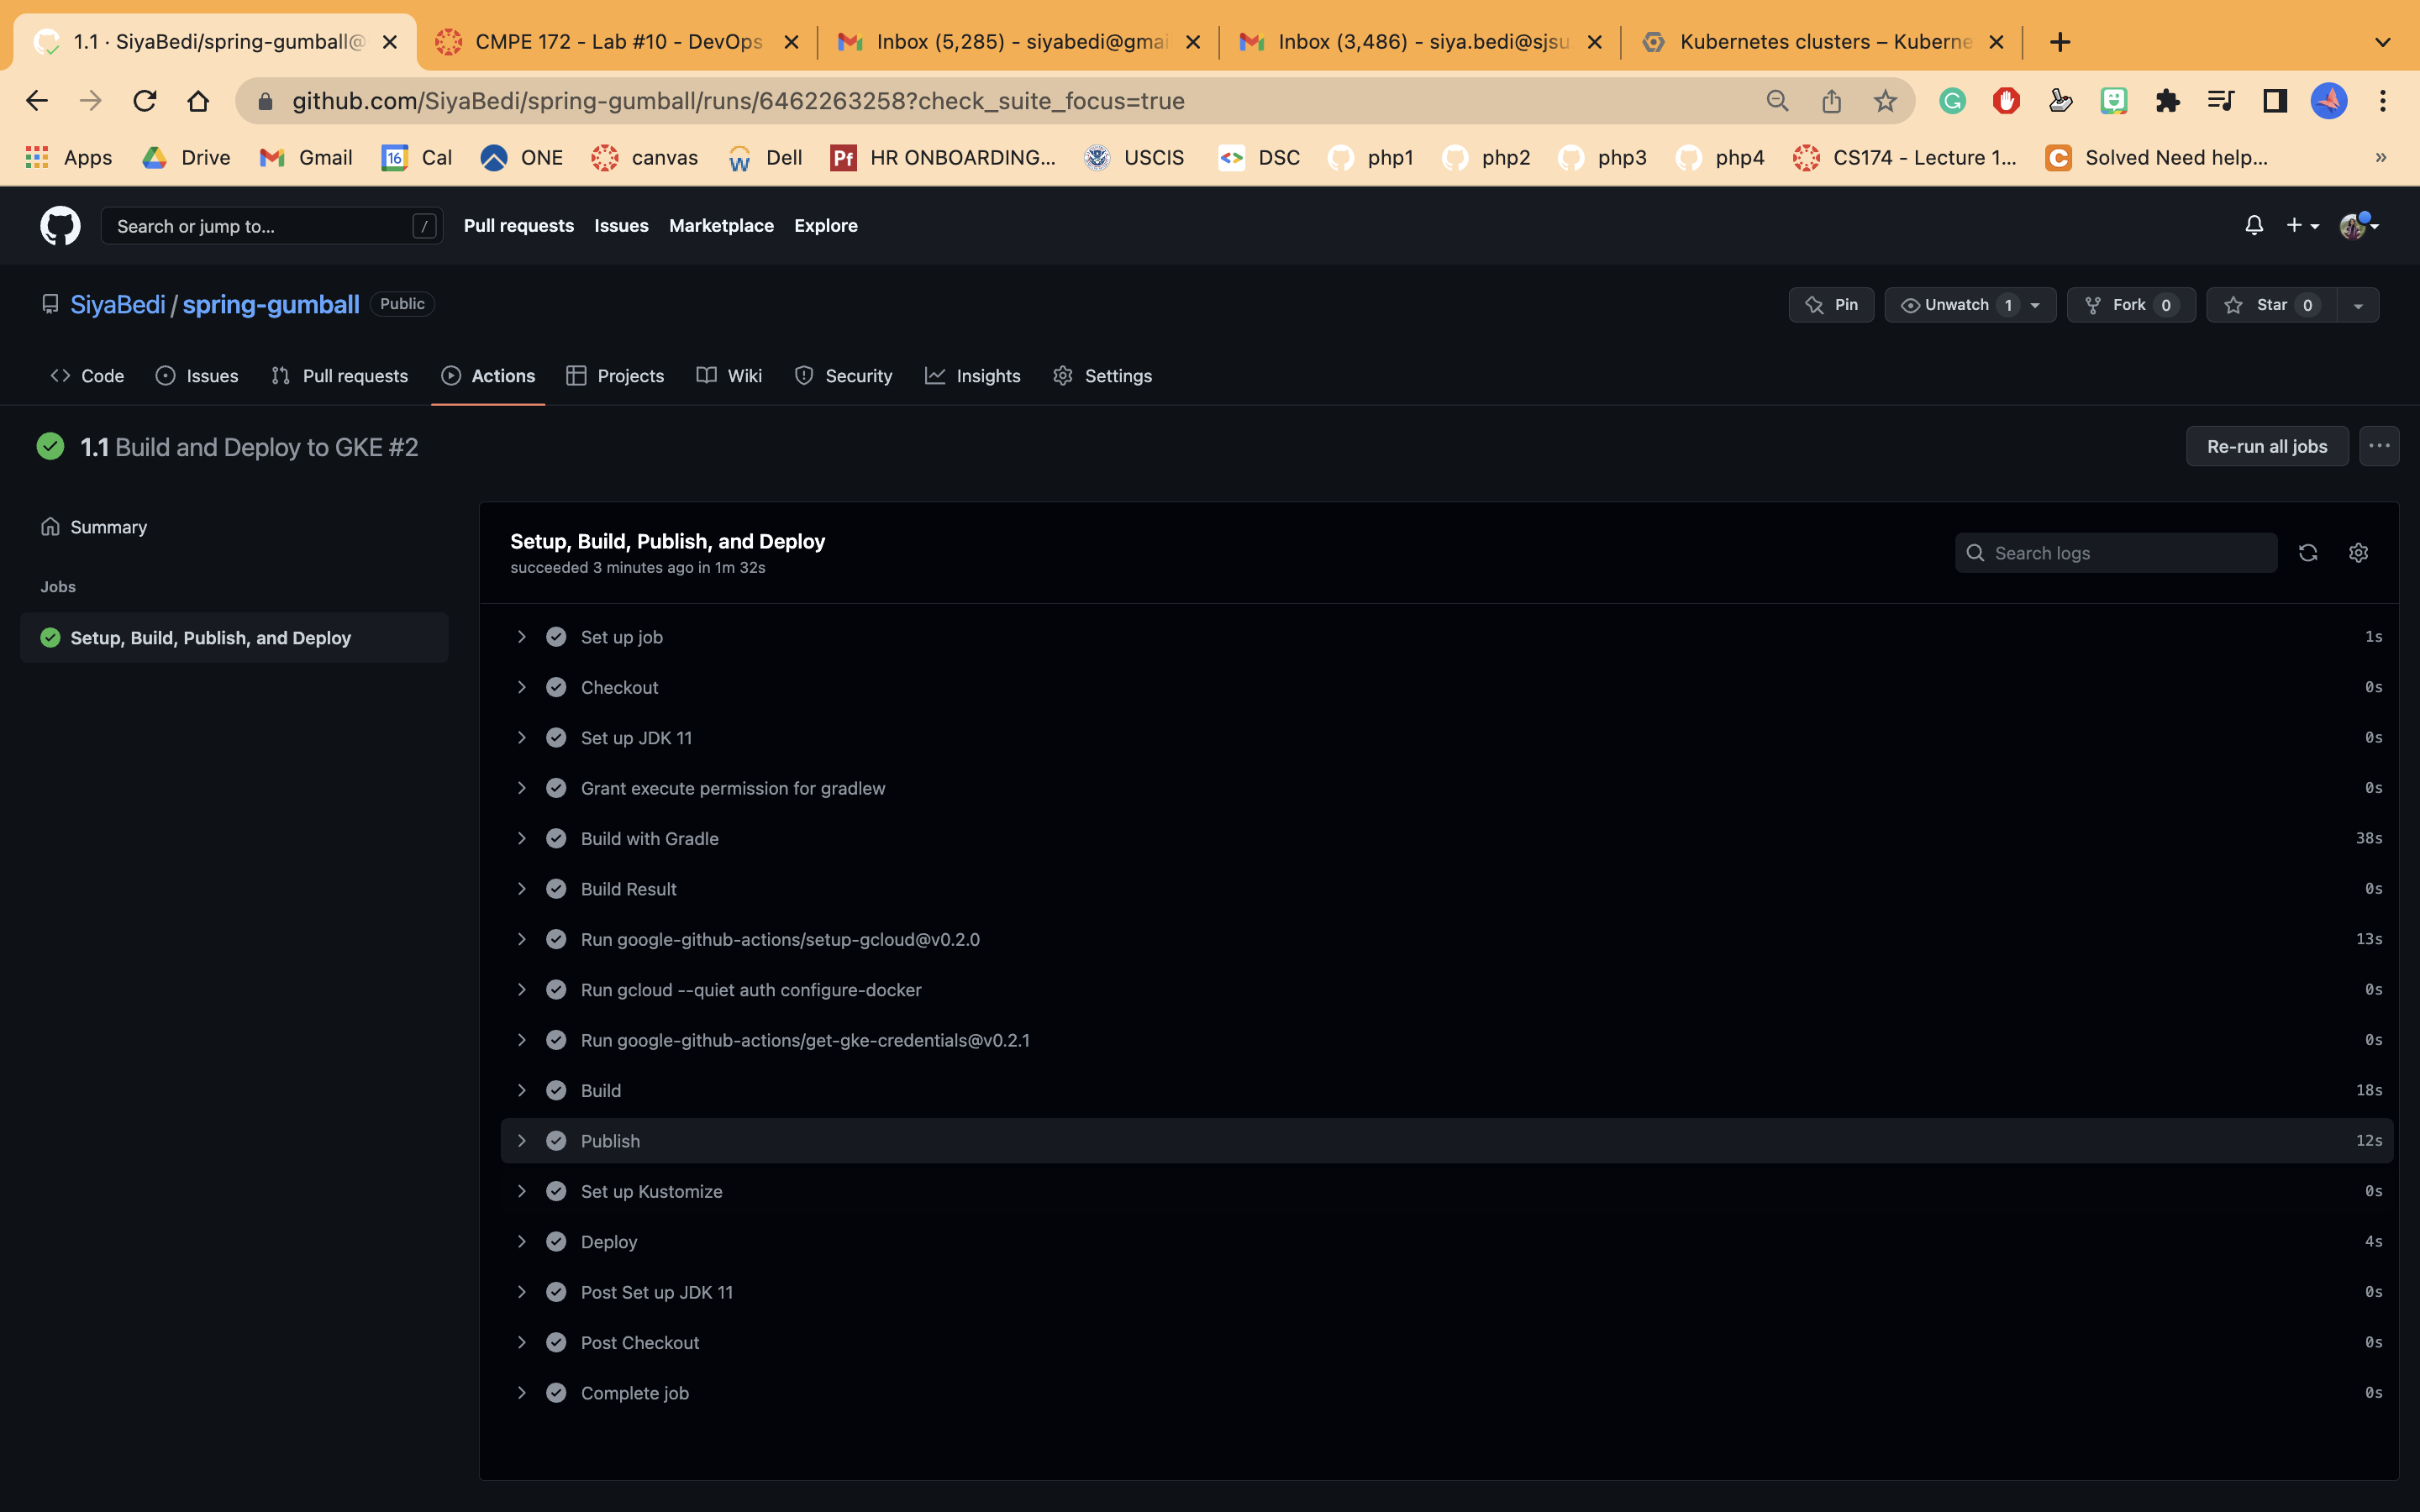 1.1 · SiyaBedi/spring-gumball@
CMPE 172 - Lab #10 - DevOps
Inbox (5,285) - siyabedi@gmai
Inbox (3,486) - siya.bedi@sjsu
Kubernetes clusters – Kuberne
github.com/SiyaBedi/spring-gumball/runs/6462263258?check_suite_focus=true
Apps
Drive
Gmail
16
Cal
ONE
canvas
Dell
Pf
HR ONBOARDING...
USCIS
DSC
php1
php2
php3
php4
CS174 - Lecture 1...
Solved Need help...
»
Search or jump to...
/
Pull requests
Issues
Marketplace
Explore
SiyaBedi / spring-gumball
Public
Pin
Unwatch 1
Fork 0
Star 0
Code
Issues
Pull requests
Actions
Projects
Wiki
Security
Insights
Settings
1.1 Build and Deploy to GKE #2
Re-run all jobs
Summary
Jobs
Setup, Build, Publish, and Deploy
Setup, Build, Publish, and Deploy
succeeded 3 minutes ago in 1m 32s
Search logs
Set up job 1s
Checkout 0s
Set up JDK 11 0s
Grant execute permission for gradlew 0s
Build with Gradle 38s
Build Result 0s
Run google-github-actions/setup-gcloud@v0.2.0 13s
Run gcloud --quiet auth configure-docker 0s
Run google-github-actions/get-gke-credentials@v0.2.1 0s
Build 18s
Publish 12s
Set up Kustomize 0s
Deploy 4s
Post Set up JDK 11 0s
Post Checkout 0s
Complete job 0s